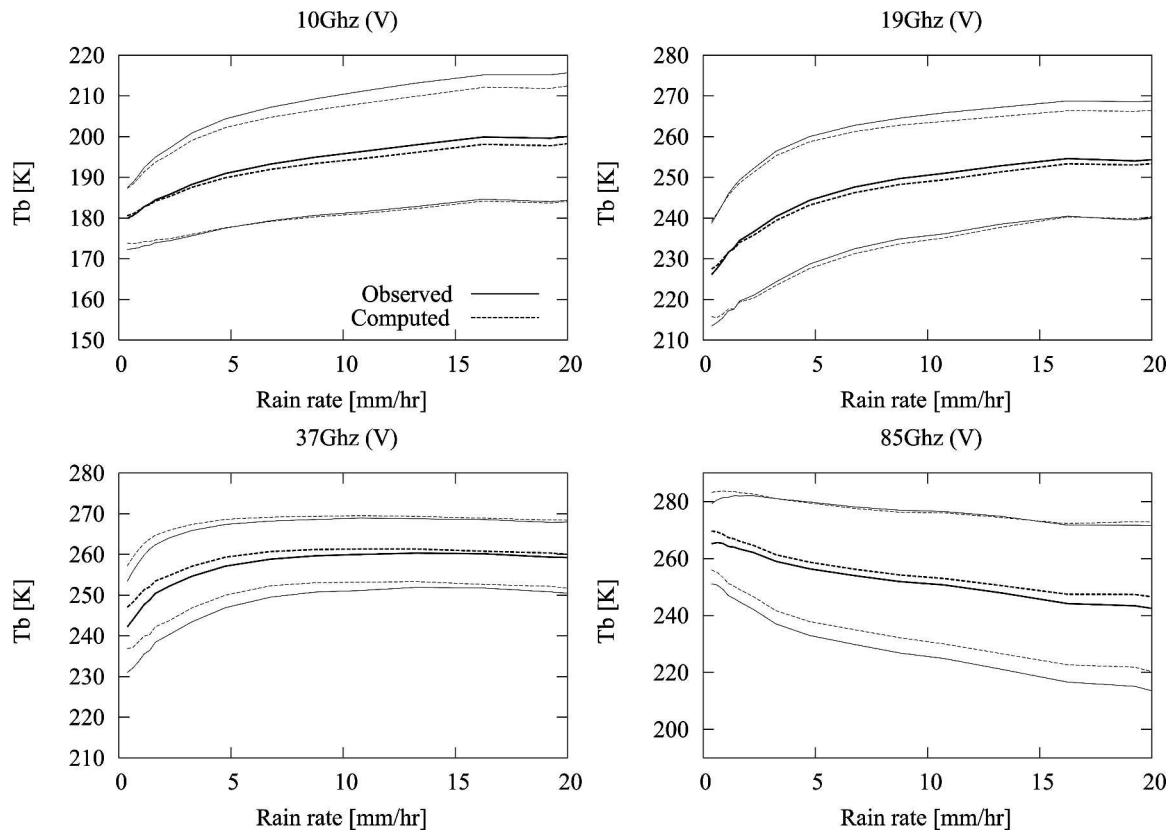 10Ghz (V)
Tb [K]
220
210
200
190
180
170
160
150
Observed
Computed
0 5 10 15 20
Rain rate [mm/hr]
19Ghz (V)
Tb [K]
280
270
260
250
240
230
220
210
0 5 10 15 20
Rain rate [mm/hr]
37Ghz (V)
Tb [K]
280
270
260
250
240
230
220
210
0 5 10 15 20
Rain rate [mm/hr]
85Ghz (V)
Tb [K]
280
260
240
220
200
0 5 10 15 20
Rain rate [mm/hr]